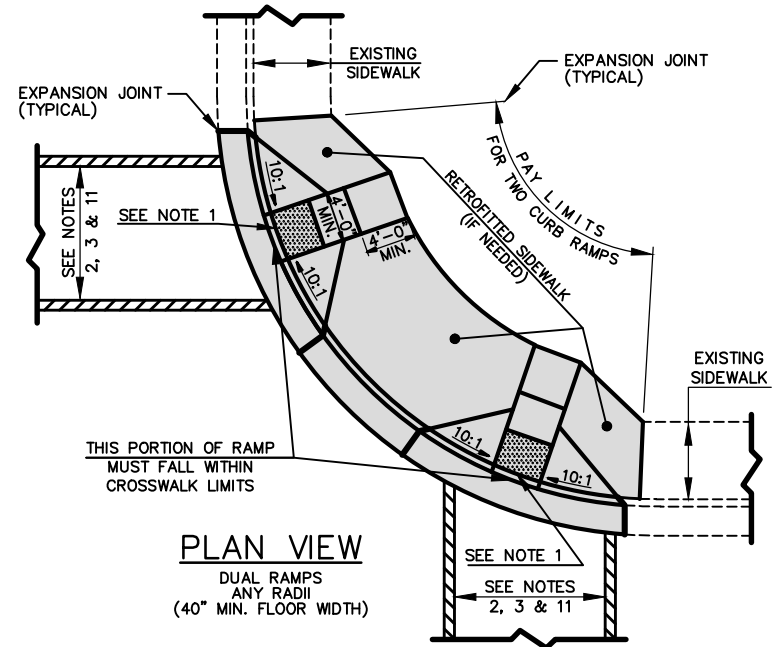 EXISTING
SIDEWALK
EXPANSION JOINT
(TYPICAL)
EXPANSION JOINT
(TYPICAL)
PAY LIMITS
FOR TWO CURB RAMPS
10:1
SEE NOTES
2, 3 & 11
SEE NOTE 1
4'-0"
MIN.
4'-0"
MIN.
RETROFITTED SIDEWALK
(IF NEEDED)
10:1
EXISTING
SIDEWALK
THIS PORTION OF RAMP
MUST FALL WITHIN
CROSSWALK LIMITS
10:1
10:1
PLAN VIEW
DUAL RAMPS
ANY RADII
(40" MIN. FLOOR WIDTH)
SEE NOTE 1
SEE NOTES
2, 3 & 11